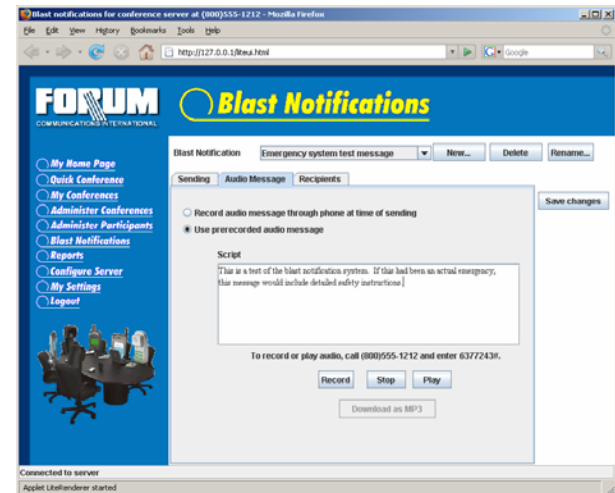 Blast notifications for conference server at (800)555-1212 - Mozilla Firefox
File Edit View History Bookmarks Tools Help
http://127.0.0.1/liteui.html
Google
FORUM
COMMUNICATIONS INTERNATIONAL
Blast Notifications
Blast Notification Emergency system test message New... Delete Rename...
Sending Audio Message Recipients
Save changes
My Home Page
Quick Conference
My Conferences
Administer Conferences
Administer Participants
Blast Notifications
Reports
Configure Server
My Settings
Logout
Record audio message through phone at time of sending
Use prerecorded audio message
Script
This is a test of the blast notification system. If this had been an actual emergency,
this message would include detailed safety instructions.
To record or play audio, call (800)555-1212 and enter 6377243#.
Record Stop Play
Download as MP3
Connected to server
Applet LiteRenderer started